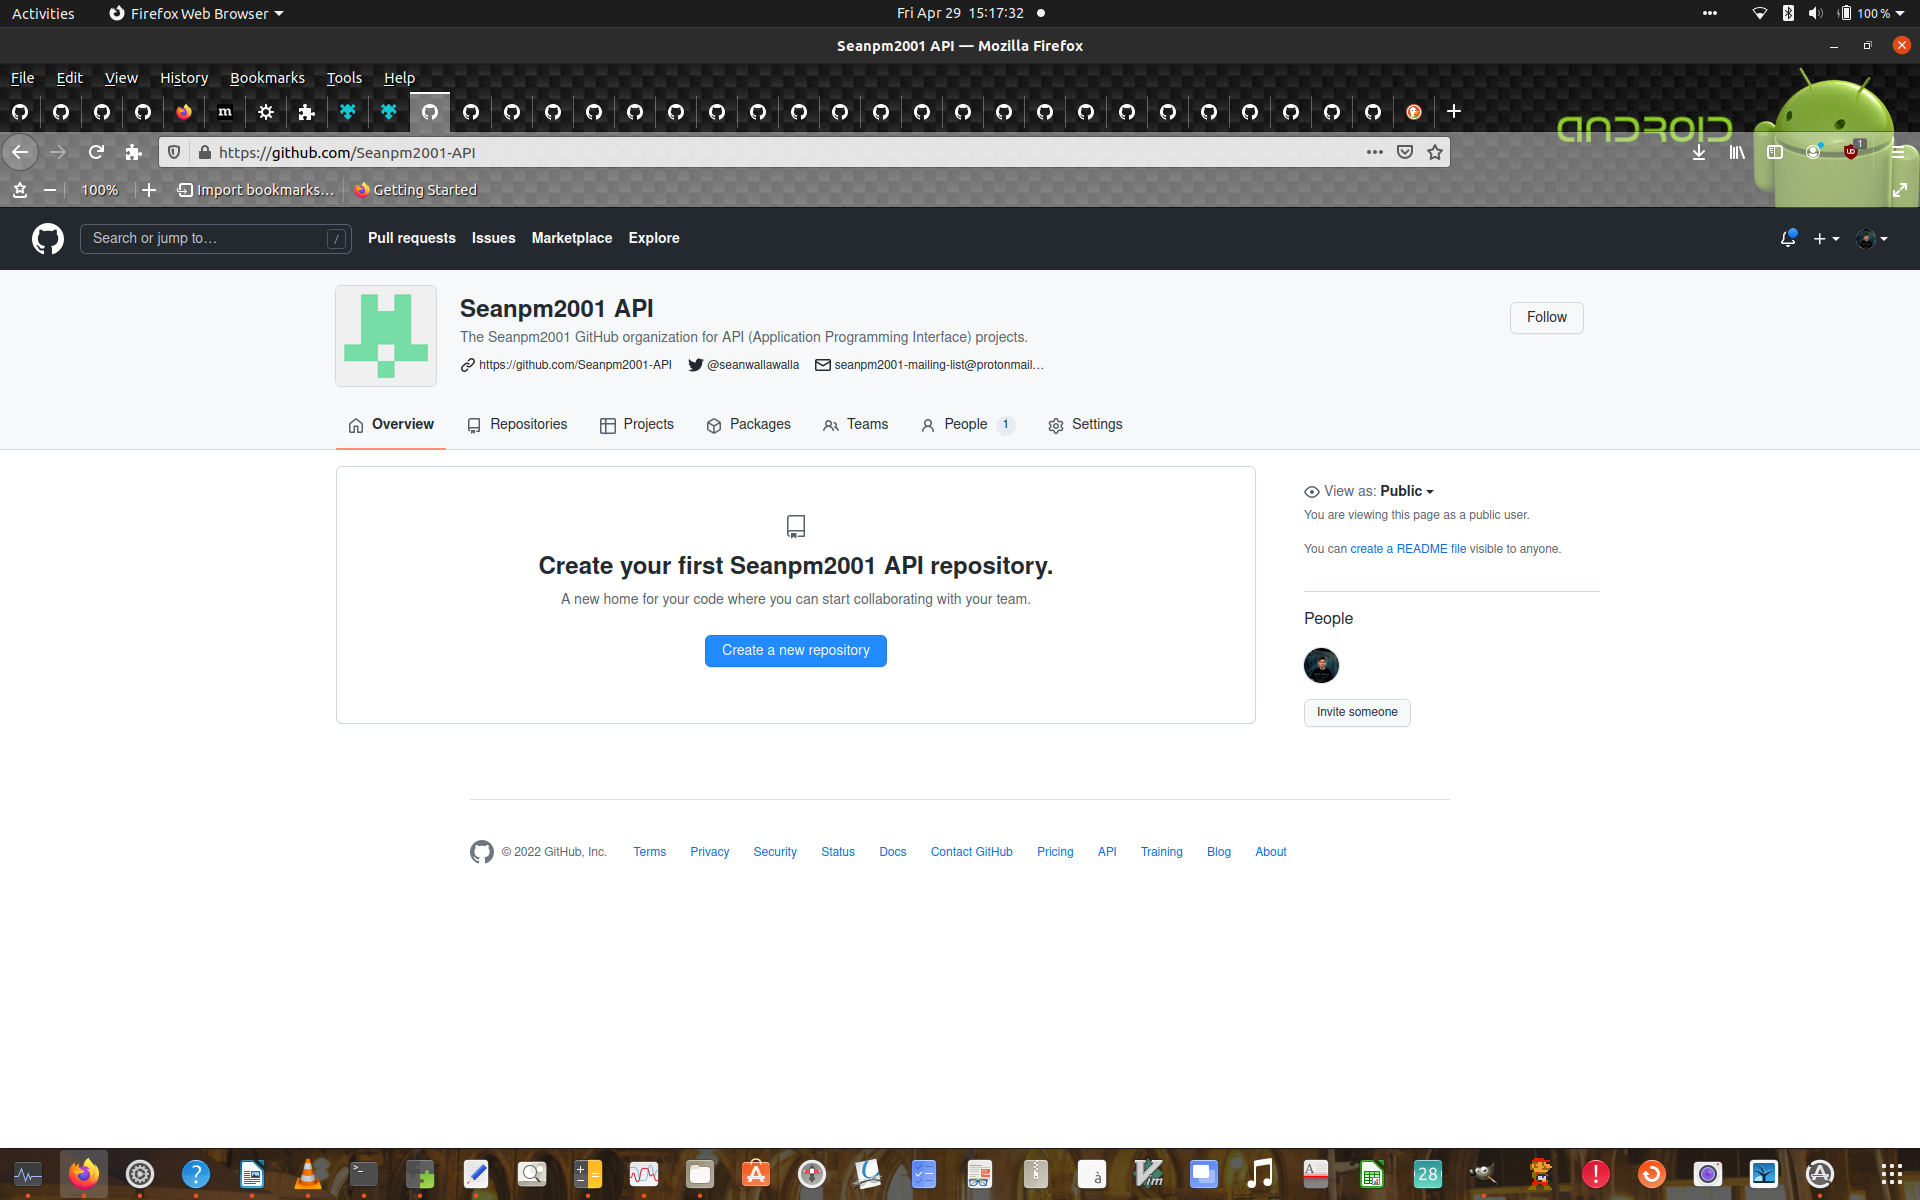 Activities Firefox Web Browser Fri Apr 29 15:17:32 100 %
Seanpm2001 API — Mozilla Firefox
File Edit View History Bookmarks Tools Help
m
ANDROID
https://github.com/Seanpm2001-API 1
100% Import bookmarks... Getting Started
Search or jump to... / Pull requests Issues Marketplace Explore
Seanpm2001 API
Follow
The Seanpm2001 GitHub organization for API (Application Programming Interface) projects.
https://github.com/Seanpm2001-API @seanwallawalla seanpm2001-mailing-list@protonmail...
Overview Repositories Projects Packages Teams People 1 Settings
View as: Public
You are viewing this page as a public user.
You can create a README file visible to anyone.
Create your first Seanpm2001 API repository.
A new home for your code where you can start collaborating with your team.
Create a new repository
People
Invite someone
© 2022 GitHub, Inc. Terms Privacy Security Status Docs Contact GitHub Pricing API Training Blog About
28